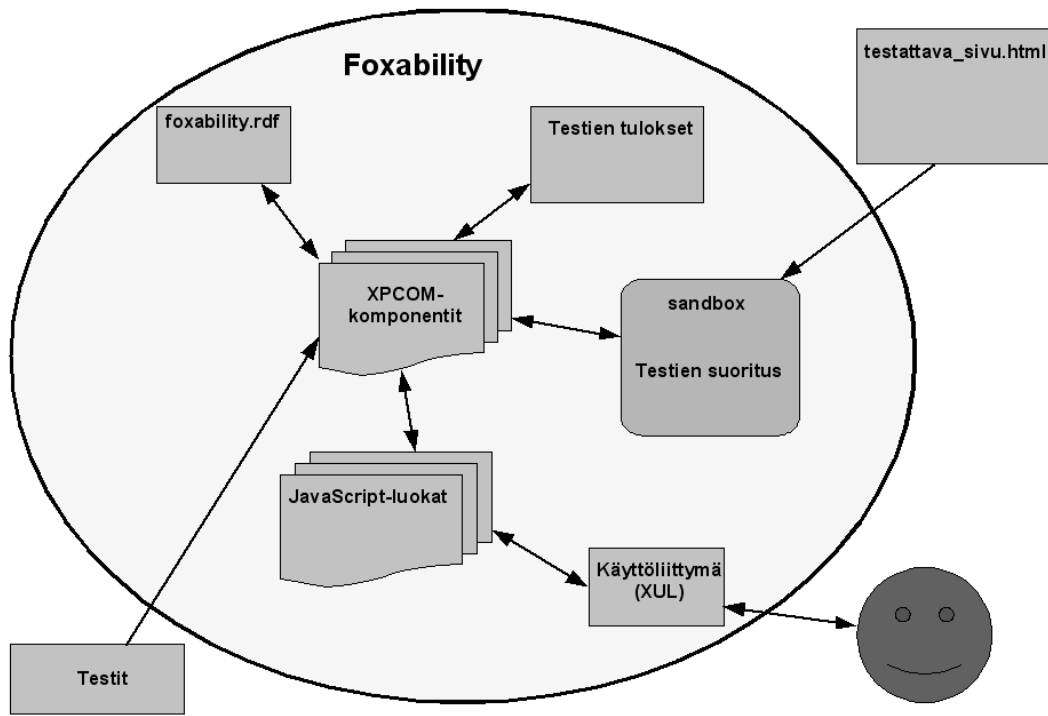 Foxability
testattava_sivu.html
foxability.rdf
Testien tulokset
XPCOM-
komponentit
sandbox
Testien suoritus
JavaScript-luokat
Käyttöliittymä
(XUL)
Testit